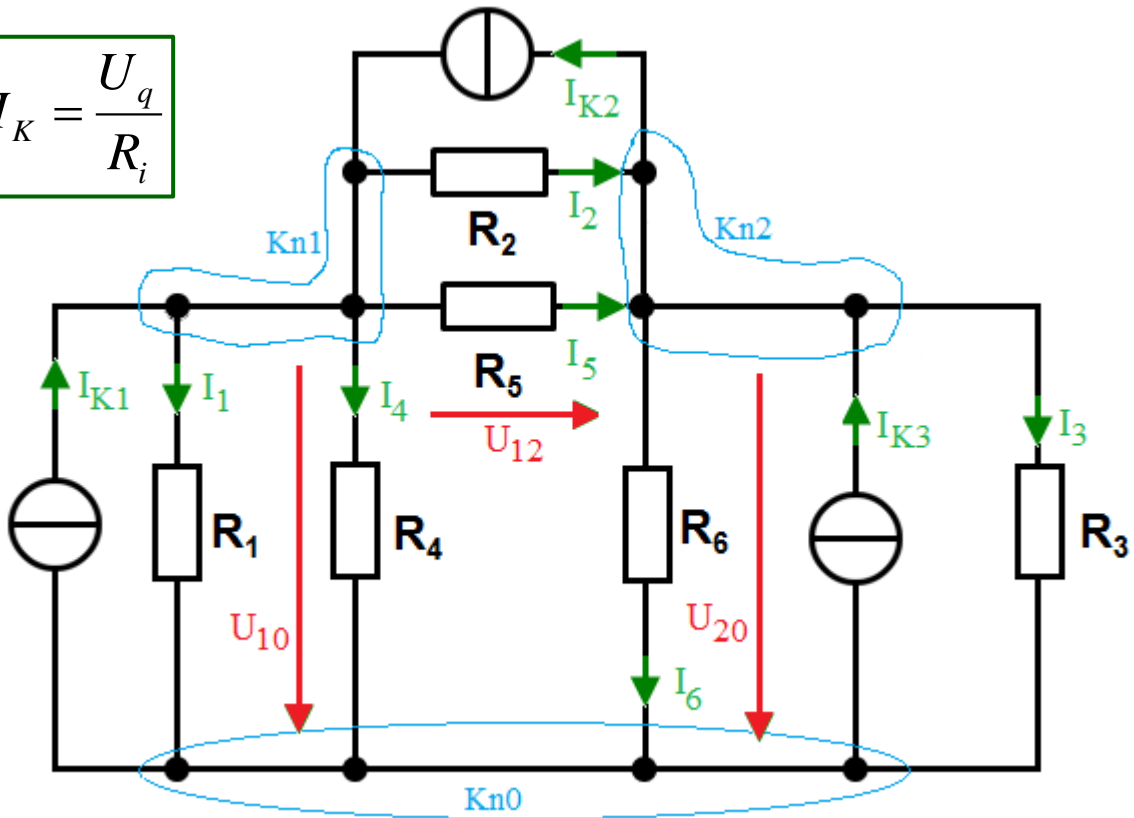 I_K = U_q / R_i
I_K2
I_2
R_2
Kn1
Kn2
I_5
R_5
I_K1
I_1
I_4
U_12
I_K3
I_3
R_1
R_4
R_6
R_3
U_10
U_20
I_6
Kn0